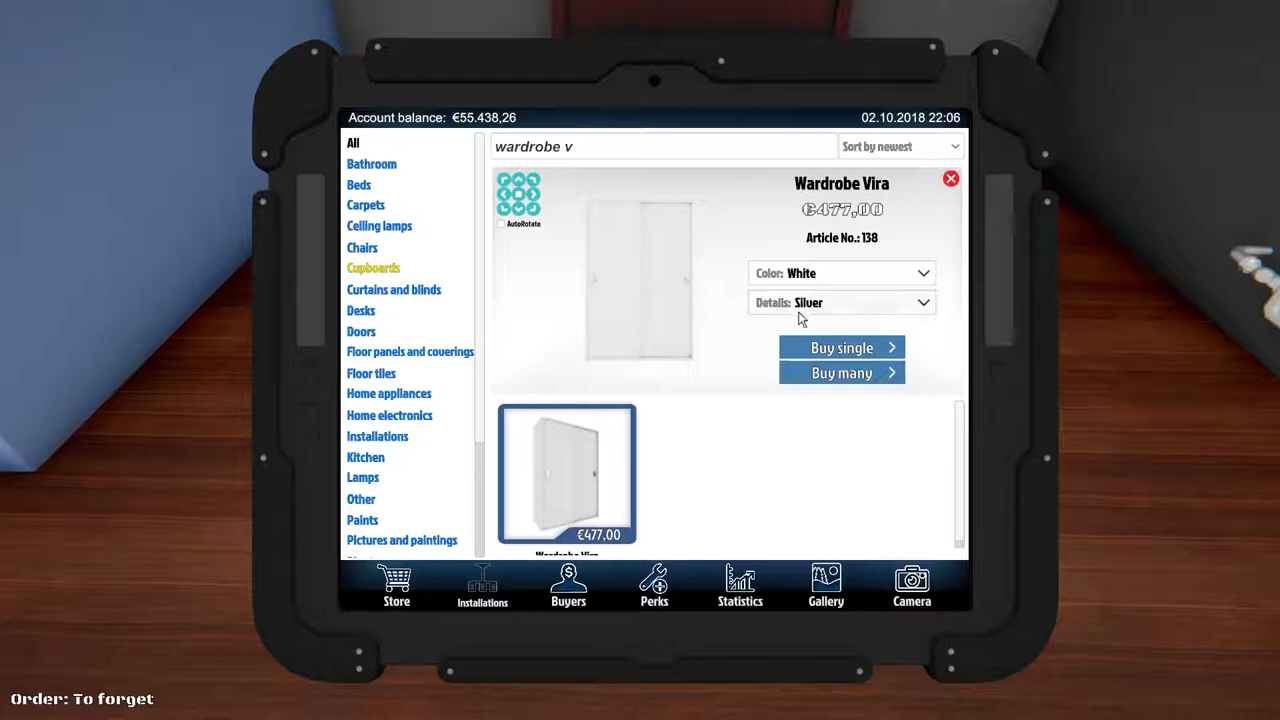 Account balance: €55.438,26
02.10.2018 22:06
All
Bathroom
Beds
Carpets
Ceiling lamps
Chairs
Cupboards
Curtains and blinds
Desks
Doors
Floor panels and coverings
Floor tiles
Home appliances
Home electronics
Installations
Kitchen
Lamps
Other
Paints
Pictures and paintings
wardrobe v
Sort by newest
AutoRotate
Wardrobe Vira
€477,00
Article No.: 138
Color: White
Details: Silver
Buy single
Buy many
€477,00
Wardrobe Vira
Store
Installations
Buyers
Perks
Statistics
Gallery
Camera
Order: To forget